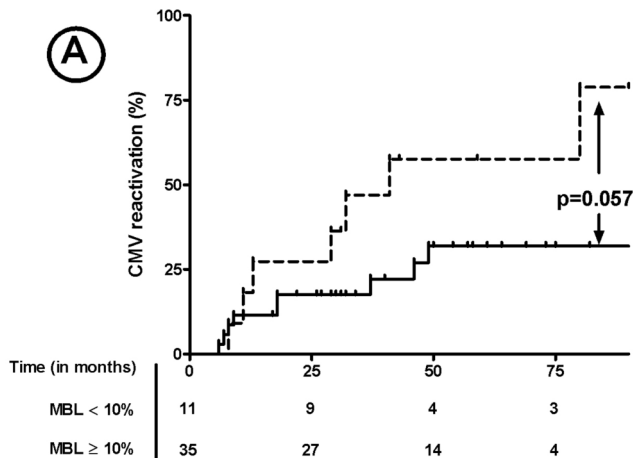 A
100
75
50
25
0
CMV reactivation (%)
p=0.057
Time (in months) 0 25 50 75
MBL < 10% 11 9 4 3
MBL ≥ 10% 35 27 14 4